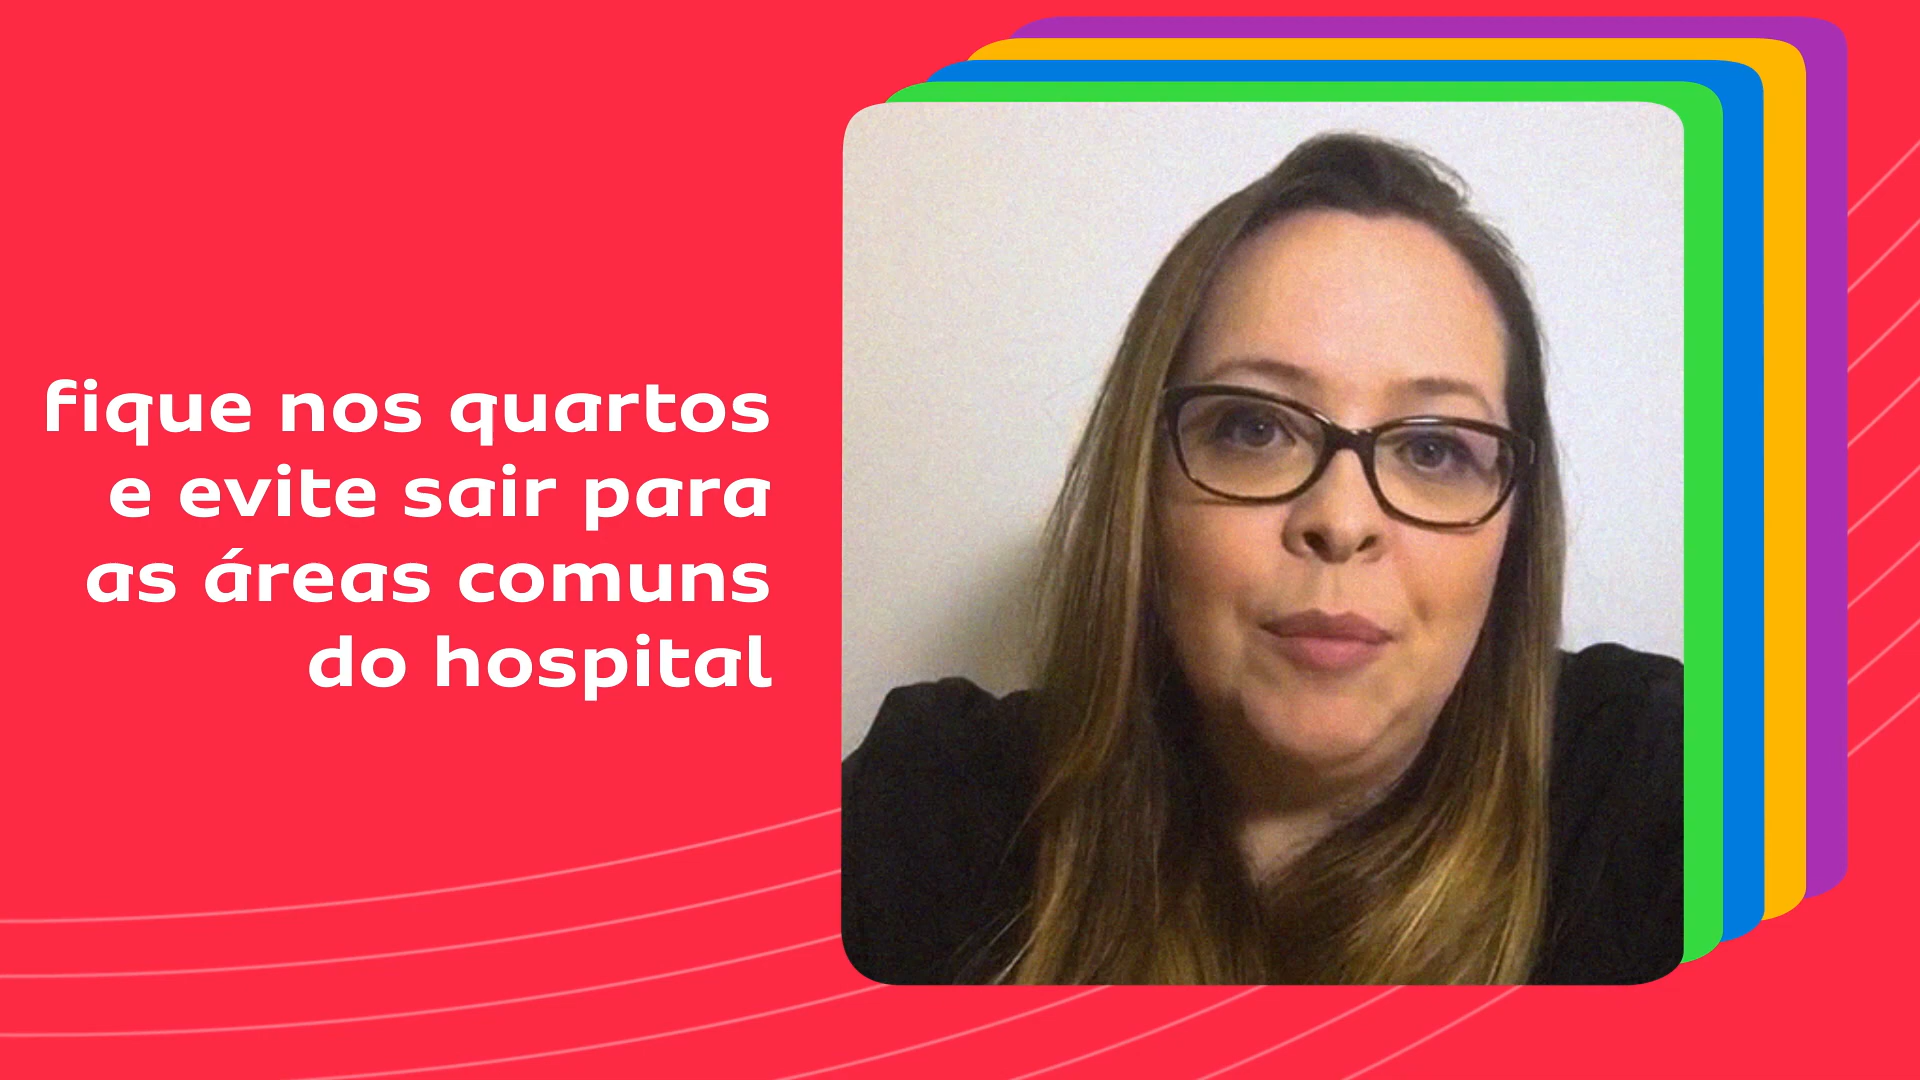 fique nos quartos
e evite sair para
as áreas comuns
do hospital